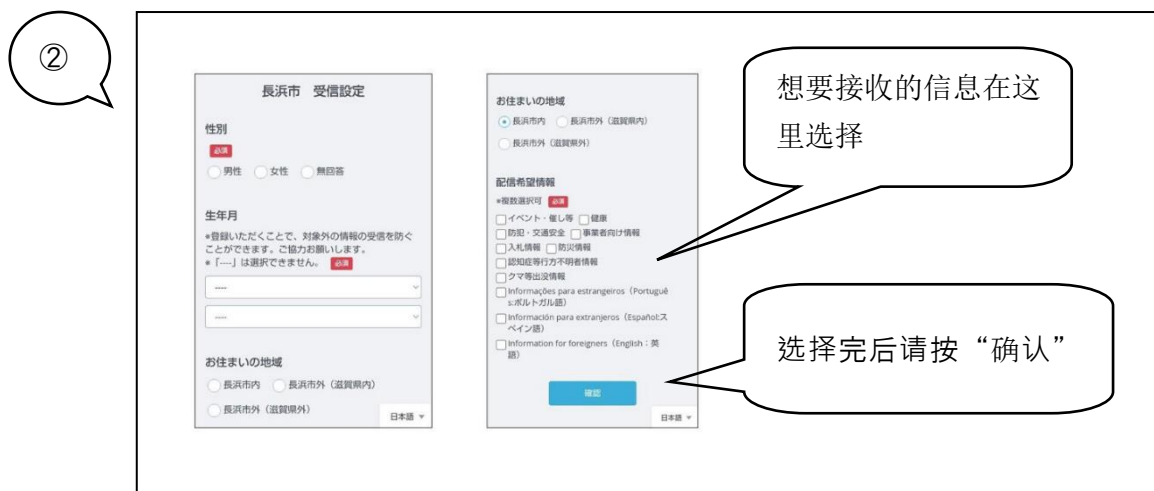 ②
長浜市 受信設定
性別
必須
男性 女性 無回答
生年月
*登録いただくことで、対象外の情報の受信を防ぐ
ことができます。ご協力お願いします。
*「----」は選択できません。 必須
----
----
お住まいの地域
長浜市内 長浜市外（滋賀県内）
長浜市外（滋賀県外）
日本語 ▼
お住まいの地域
長浜市内 長浜市外（滋賀県内）
長浜市外（滋賀県外）
配信希望情報
*複数選択可 必須
イベント・催し等 健康
防犯・交通安全 事業者向け情報
入札情報 防災情報
認知症等行方不明者情報
クマ等出没情報
Informações para estrangeiros（Portuguê
s:ポルトガル語）
Información para extranjeros（Español:ス
ペイン語）
Information for foreigners（English：英
語）
確認
日本語 ▼
想要接收的信息在这
里选择
选择完后请按“确认”